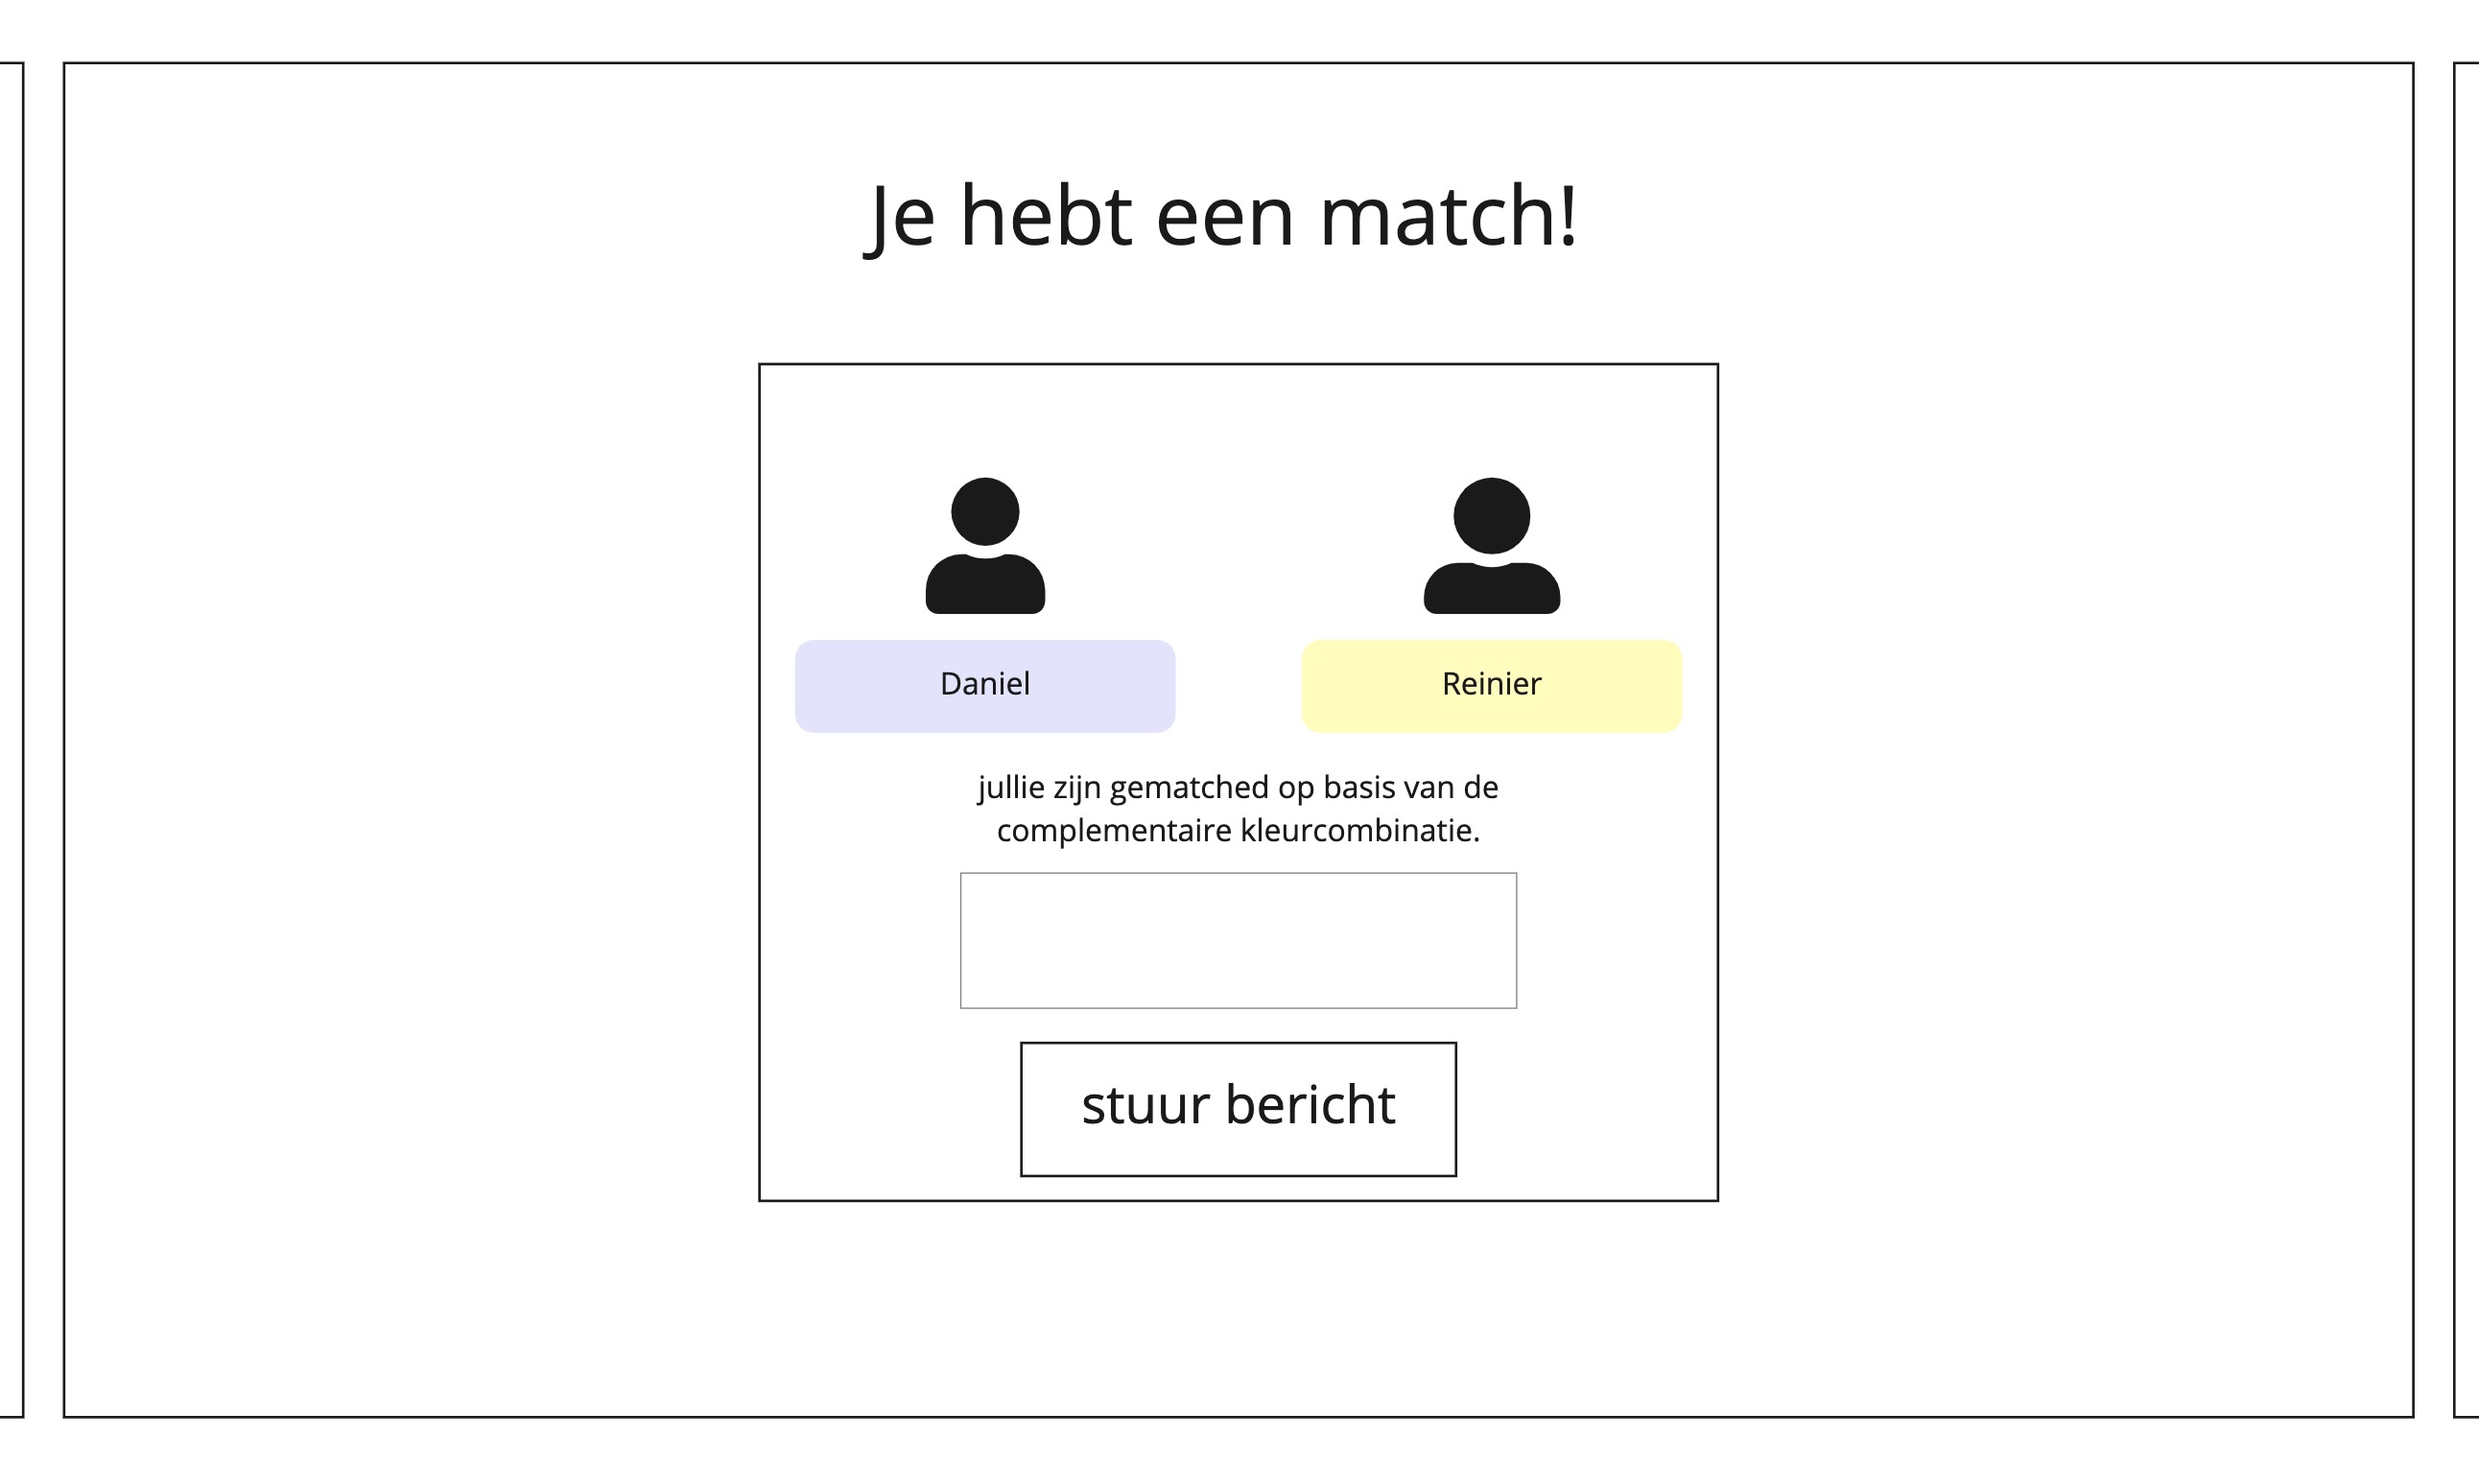 Je hebt een match!
Daniel
Reinier
jullie zijn gematched op basis van de
complementaire kleurcombinatie.
stuur bericht